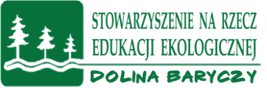 STOWARZYSZENIE NA RZECZ
EDUKACJI EKOLOGICZNEJ
DOLINA BARYCZY